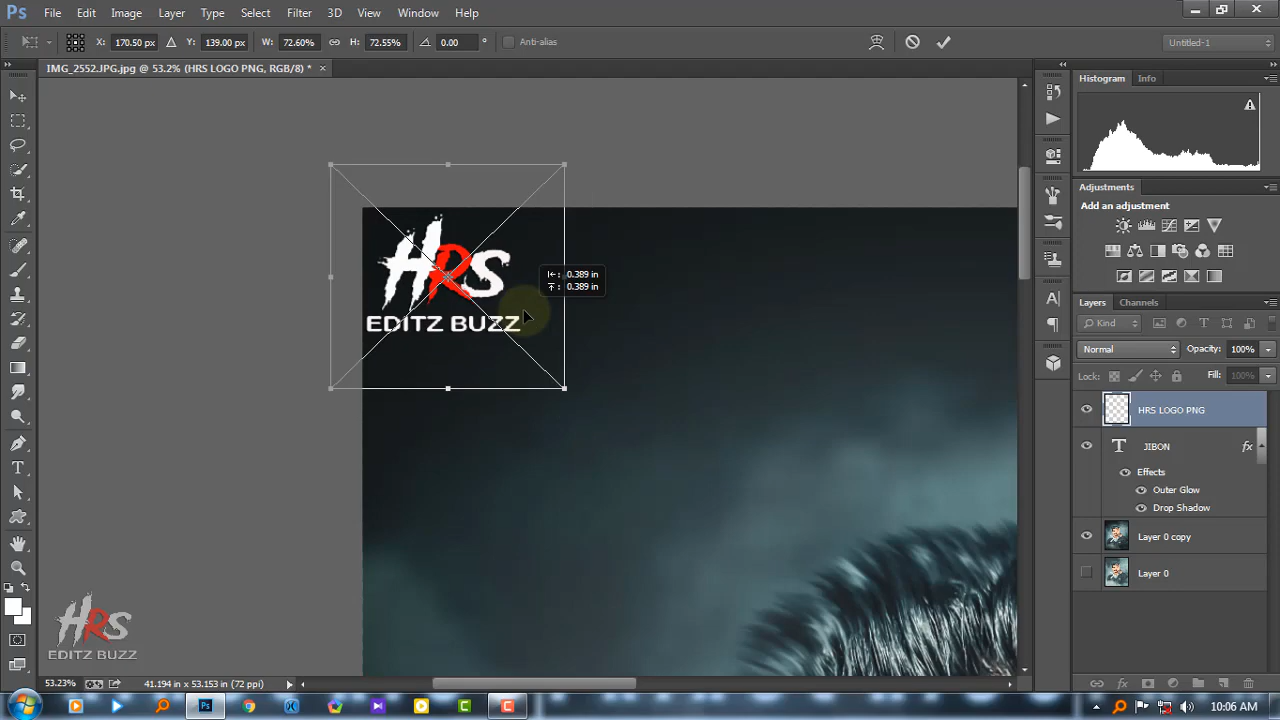 Ps File Edit Image Layer Type Select Filter 3D View Window Help
X: 170.50 px Y: 139.00 px W: 72.60% H: 72.55% 0.00 ° Anti-alias Untitled-1
IMG_2552.JPG.jpg @ 53.2% (HRS LOGO PNG, RGB/8) * ×
Histogram Info
HRS
EDITZ BUZZ
0.389 in
0.389 in
Adjustments
Add an adjustment
Layers Channels
Kind
Normal Opacity: 100%
Lock: Fill: 100%
HRS LOGO PNG
T JIBON fx
Effects
Outer Glow
Drop Shadow
Layer 0 copy
Layer 0
HRS
EDITZ BUZZ
53.23% 41.194 in x 53.153 in (72 ppi)
10:06 AM